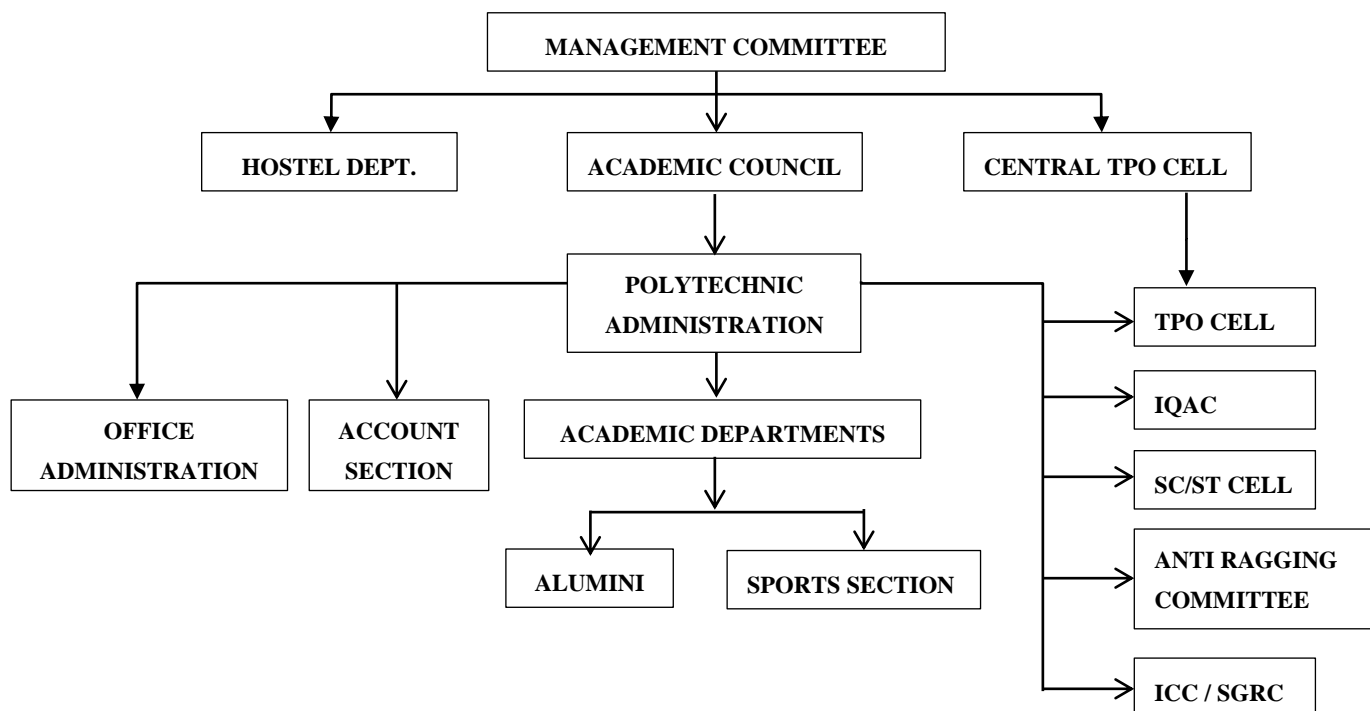 MANAGEMENT COMMITTEE
HOSTEL DEPT.
ACADEMIC COUNCIL
CENTRAL TPO CELL
POLYTECHNIC
ADMINISTRATION
TPO CELL
IQAC
OFFICE
ADMINISTRATION
ACCOUNT
SECTION
ACADEMIC DEPARTMENTS
SC/ST CELL
ALUMINI
SPORTS SECTION
ANTI RAGGING
COMMITTEE
ICC / SGRC